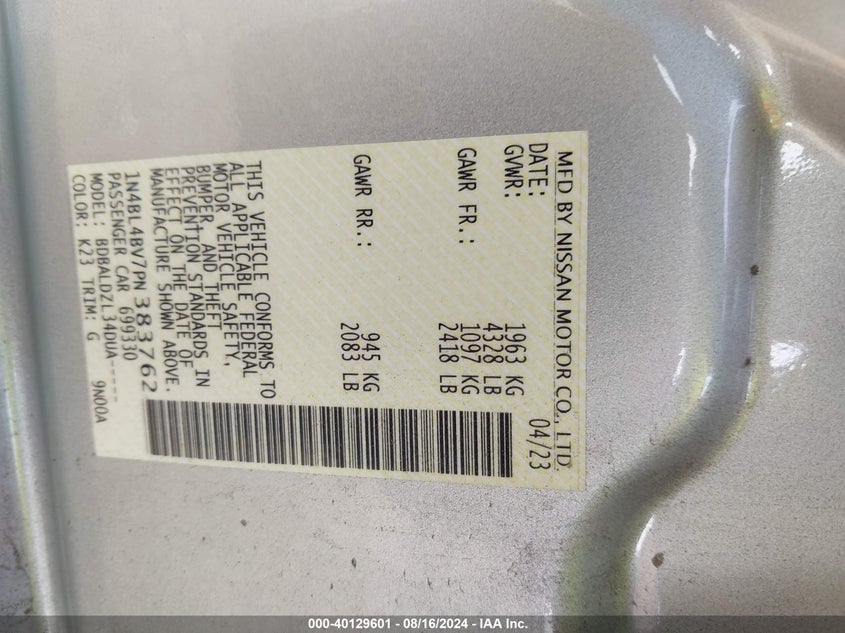 MFD BY NISSAN MOTOR CO., LTD.
DATE: 04/23
GVWR: 1963 KG
4328 LB
GAWR FR.: 1097 KG
2418 LB
GAWR RR.: 945 KG
2083 LB
THIS VEHICLE CONFORMS TO
ALL APPLICABLE FEDERAL
MOTOR VEHICLE SAFETY,
BUMPER, AND THEFT
PREVENTION STANDARDS IN
EFFECT ON THE DATE OF
MANUFACTURE SHOWN ABOVE.
1N4BL4BV7PN383762
PASSENGER CAR 699330
MODEL: BDBALDZL34DUA-----
COLOR: K23 TRIM: G 9N00A
000-40129601 - 08/16/2024 - IAA Inc.